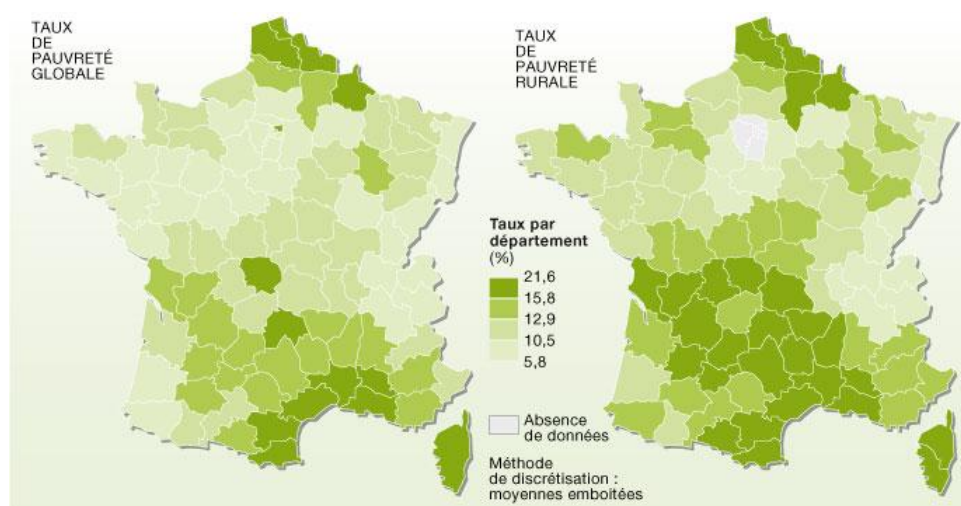 TAUX
DE
PAUVRETÉ
GLOBALE
TAUX
DE
PAUVRETÉ
RURALE
Taux par
département
(%)
21,6
15,8
12,9
10,5
5,8
Absence
de données
Méthode
de discrétisation :
moyennes emboitées